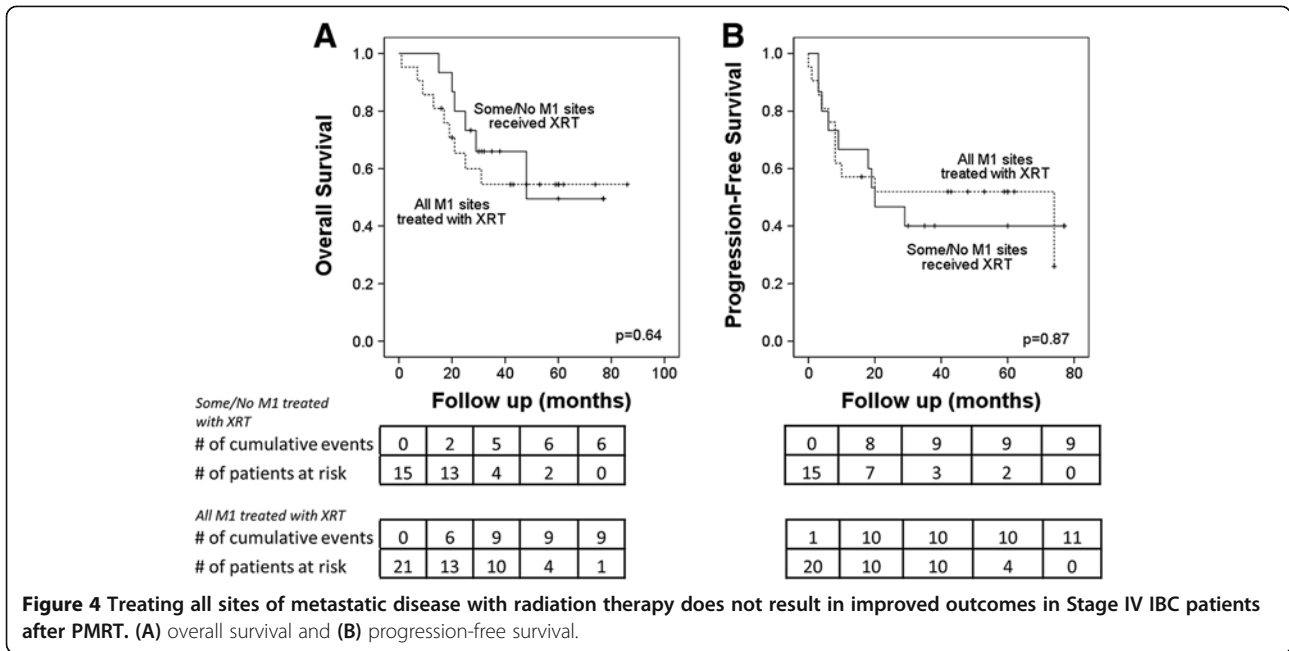 A
Overall Survival
1.0
0.8
0.6
0.4
0.2
0.0
Some/No M1 sites
received XRT
All M1 sites
treated with XRT
p=0.64
0 20 40 60 80 100
Follow up (months)
B
Progression-Free Survival
1.0
0.8
0.6
0.4
0.2
0.0
All M1 sites
treated with XRT
Some/No M1 sites
received XRT
p=0.87
0 20 40 60 80
Follow up (months)
Some/No M1 treated
with XRT
# of cumulative events 0 2 5 6 6 0 8 9 9 9
# of patients at risk 15 13 4 2 0 15 7 3 2 0
All M1 treated with XRT
# of cumulative events 0 6 9 9 9 1 10 10 10 11
# of patients at risk 21 13 10 4 1 20 10 10 4 0
Figure 4 Treating all sites of metastatic disease with radiation therapy does not result in improved outcomes in Stage IV IBC patients
after PMRT. (A) overall survival and (B) progression-free survival.